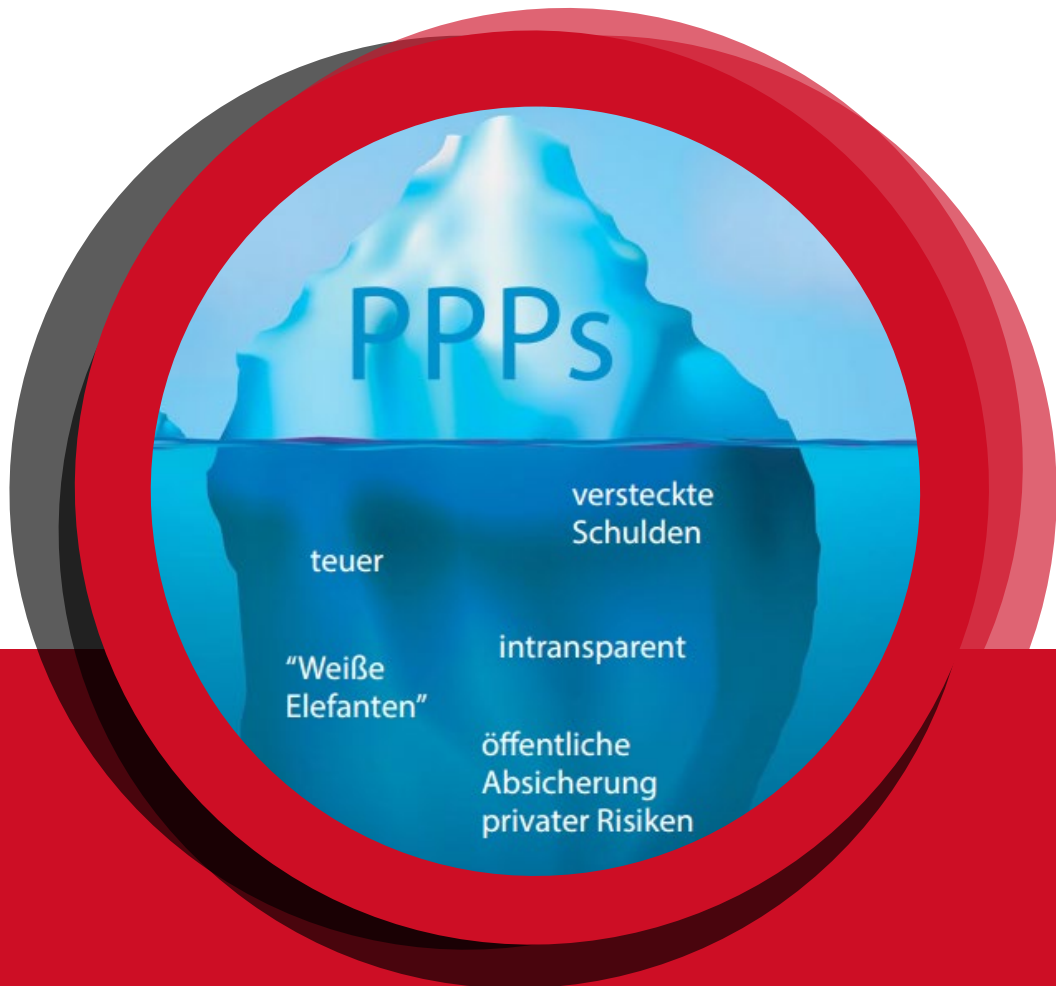 PPPs
versteckte
Schulden
teuer
intransparent
“Weiße
Elefanten”
öffentliche
Absicherung
privater Risiken